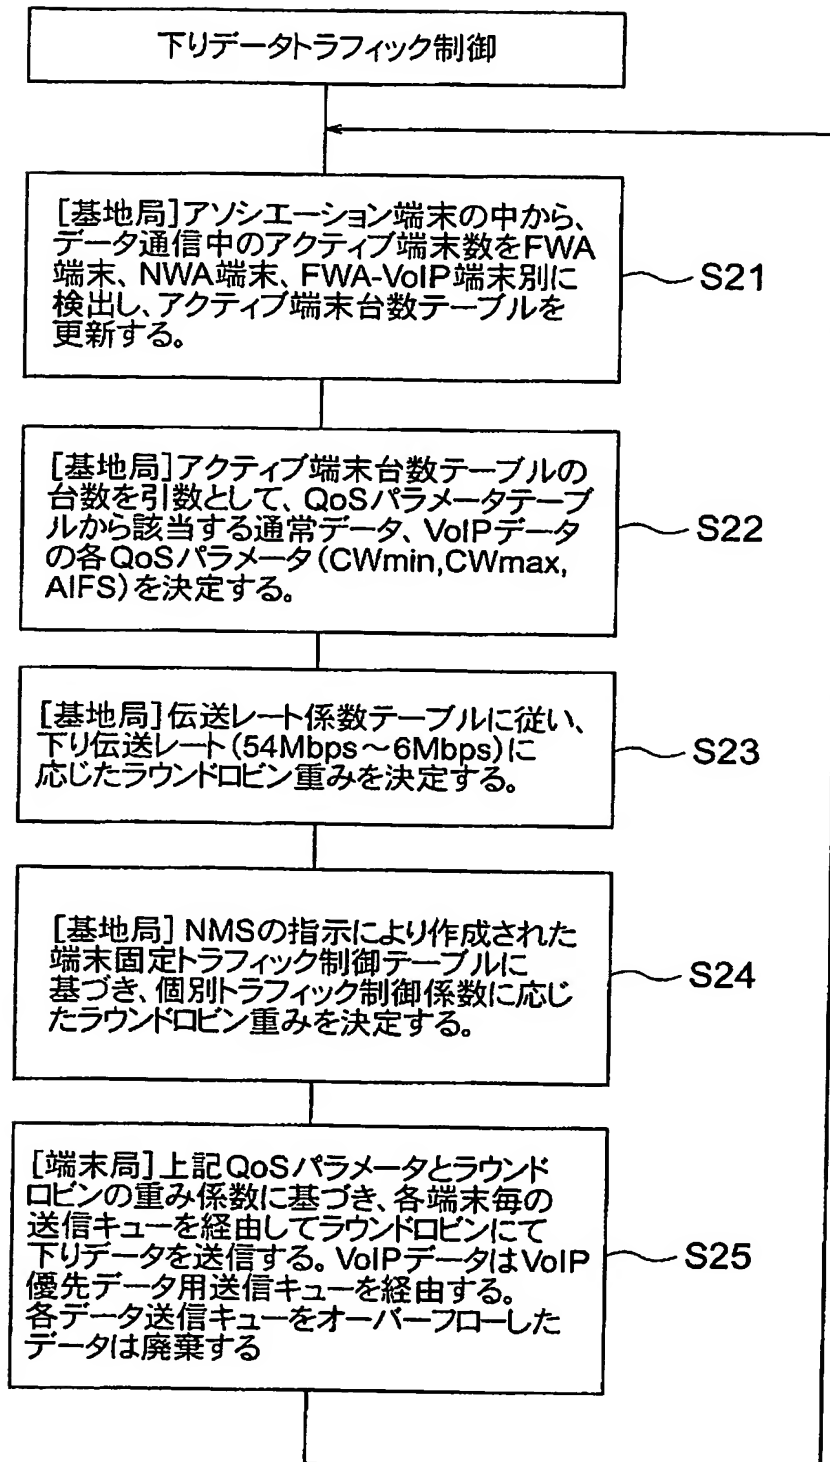 下りデータトラフィック制御
[基地局]アソシエーション端末の中から、
データ通信中のアクティブ端末数をFWA
端末、NWA端末、FWA-VoIP端末別に
検出し、アクティブ端末台数テーブルを
更新する。
S21
[基地局]アクティブ端末台数テーブルの
台数を引数として、QoSパラメータテーブ
ルから該当する通常データ、VoIPデータ
の各QoSパラメータ(CWmin,CWmax,
AIFS)を決定する。
S22
[基地局]伝送レート係数テーブルに従い、
下り伝送レート(54Mbps～6Mbps)に
応じたラウンドロビン重みを決定する。
S23
[基地局] NMSの指示により作成された
端末固定トラフィック制御テーブルに
基づき、個別トラフィック制御係数に応じ
たラウンドロビン重みを決定する。
S24
[端末局]上記QoSパラメータとラウンド
ロビンの重み係数に基づき、各端末毎の
送信キューを経由してラウンドロビンにて
下りデータを送信する。VoIPデータはVoIP
優先データ用送信キューを経由する。
各データ送信キューをオーバーフローした
データは廃棄する
S25